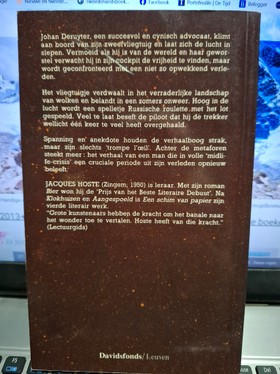 Johan Deruyter, een succesvol en cynisch advocaat, klimt
aan boord van zijn zweefvliegtuig en laat zich de lucht in
slepen. Vermoeid als hij is van de wereld en haar gewor-
stel verwacht hij in zijn cockpit de vrijheid te vinden, maar
wordt geconfronteerd met een niet zo opwekkend verle-
den.
Het vliegtuigje verdwaalt in het verraderlijke landschap
van wolken en belandt in een zomers onweer. Hoog in de
lucht wordt een spelletje Russische roulette met het lot
gespeeld. Veel te laat beseft de piloot dat hij de trekker
wellicht één keer te veel heeft overgehaald.
Spanning en anekdote houden de verhaalboog strak,
maar zijn slechts 'trompe l'œil'. Achter de metaforen
steekt meer: het verhaal van een man die in volle 'midli-
fe-crisis' een cruciale periode uit zijn verleden opnieuw
beleeft.
JACQUES HOSTE (Zingem, 1950) is leraar. Met zijn roman
Bier won hij de 'Prijs van het Beste Literaire Debuut'. Na
Klokhuizen en Aangespoeld is Een schim van papier zijn
vierde literair werk.
"Grote kunstenaars hebben de kracht om het banale naar
het wonder toe te vertalen. Hoste heeft van die kracht."
(Lectuurgids)
Davidsfonds/Leuven